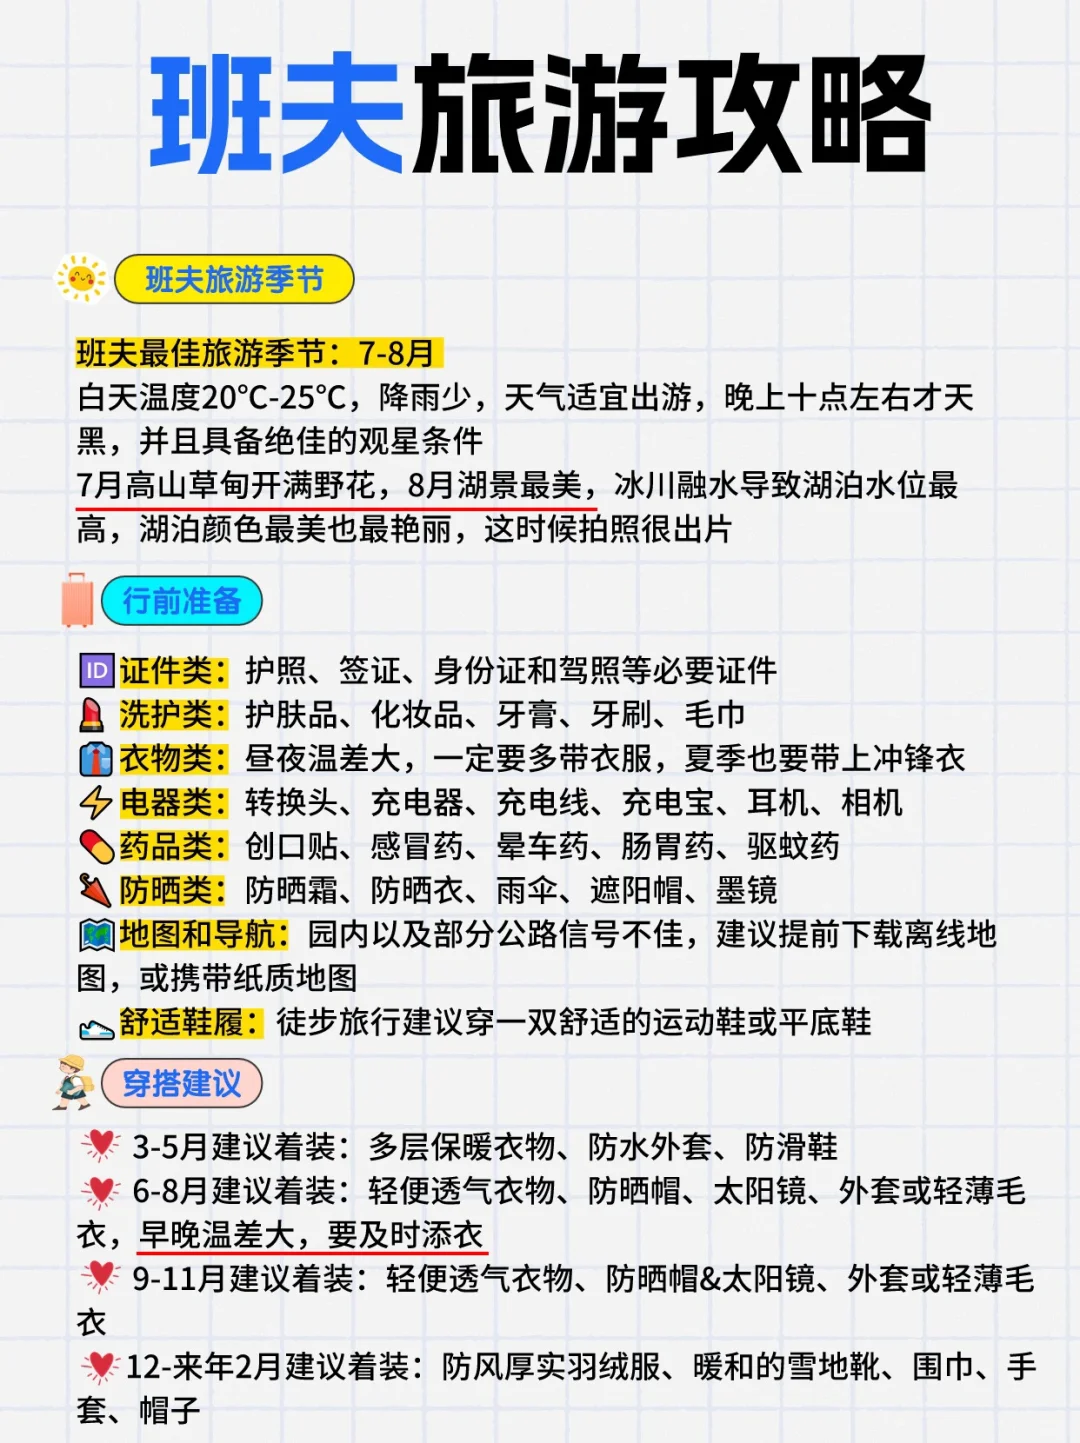 班夫旅游攻略
班夫旅游季节
班夫最佳旅游季节：7-8月
白天温度20℃-25℃，降雨少，天气适宜出游，晚上十点左右才天
黑，并且具备绝佳的观星条件
7月高山草甸开满野花，8月湖景最美，冰川融水导致湖泊水位最
高，湖泊颜色最美也最艳丽，这时候拍照很出片
行前准备
ID 证件类：护照、签证、身份证和驾照等必要证件
洗护类：护肤品、化妆品、牙膏、牙刷、毛巾
衣物类：昼夜温差大，一定要多带衣服，夏季也要带上冲锋衣
电器类：转换头、充电器、充电线、充电宝、耳机、相机
药品类：创口贴、感冒药、晕车药、肠胃药、驱蚊药
防晒类：防晒霜、防晒衣、雨伞、遮阳帽、墨镜
地图和导航：园内以及部分公路信号不佳，建议提前下载离线地
图，或携带纸质地图
舒适鞋履：徒步旅行建议穿一双舒适的运动鞋或平底鞋
穿搭建议
3-5月建议着装：多层保暖衣物、防水外套、防滑鞋
6-8月建议着装：轻便透气衣物、防晒帽、太阳镜、外套或轻薄毛
衣，早晚温差大，要及时添衣
9-11月建议着装：轻便透气衣物、防晒帽&太阳镜、外套或轻薄毛
衣
12-来年2月建议着装：防风厚实羽绒服、暖和的雪地靴、围巾、手
套、帽子